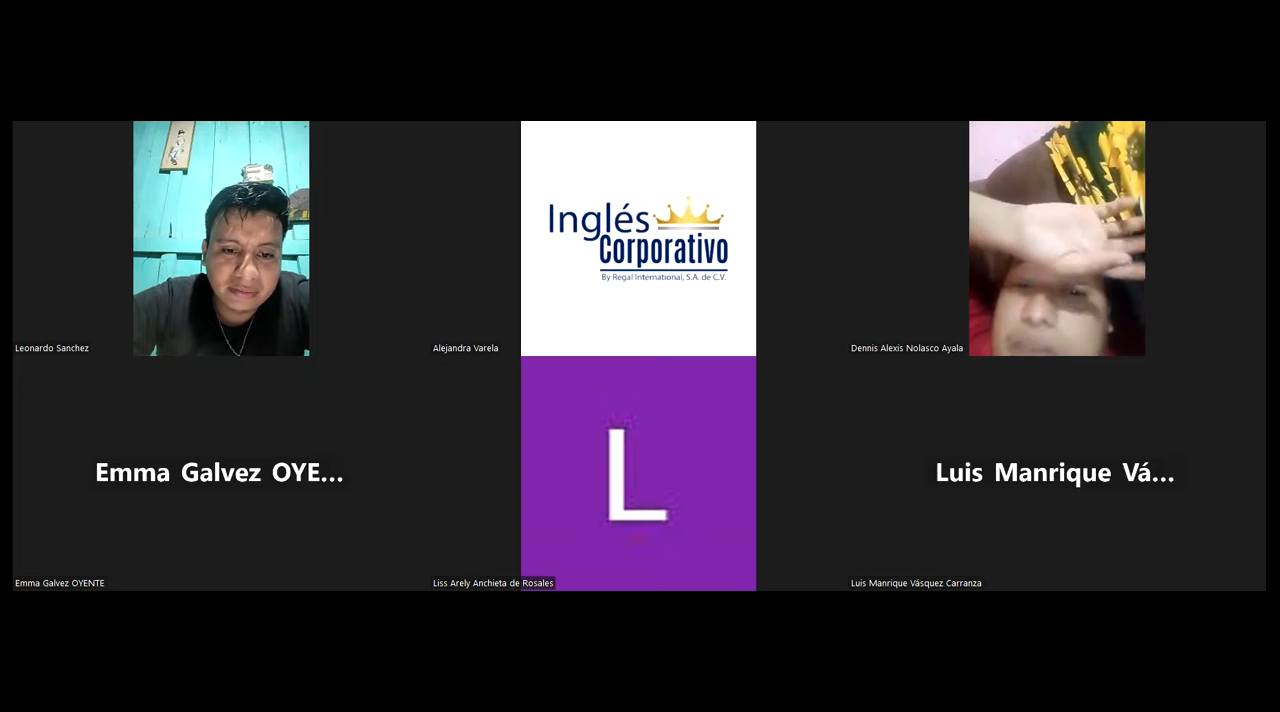 Inglés
Corporativo
By Regal International, S.A. de C.V.
Leonardo Sanchez
Alejandra Varela
Dennis Alexis Nolasco Ayala
Emma Galvez OYE...
L
Luis Manrique Vá...
Emma Galvez OYENTE
Liss Arely Anchieta de Rosales
Luis Manrique Vásquez Carranza